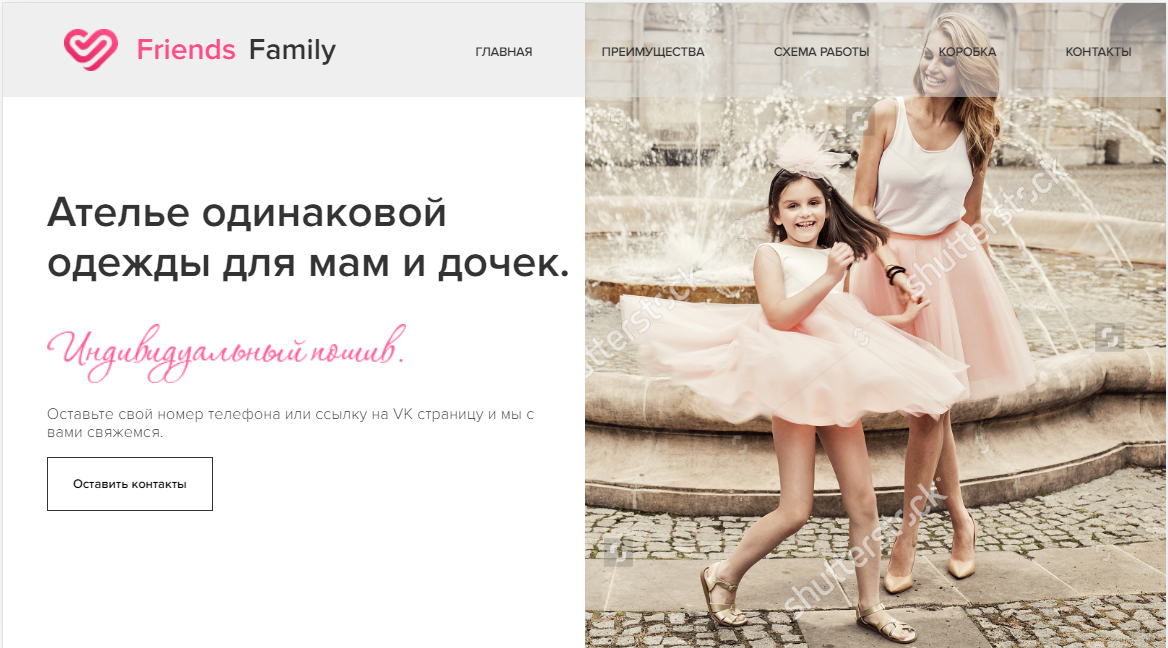 Friends Family
ГЛАВНАЯ
ПРЕИМУЩЕСТВА
СХЕМА РАБОТЫ
КОРОБКА
КОНТАКТЫ
Ателье одинаковой
одежды для мам и дочек.
Индивидуальный пошив.
Оставьте свой номер телефона или ссылку на VK страницу и мы с
вами свяжемся.
Оставить контакты
shutterstock
shutterstock
shutterstock